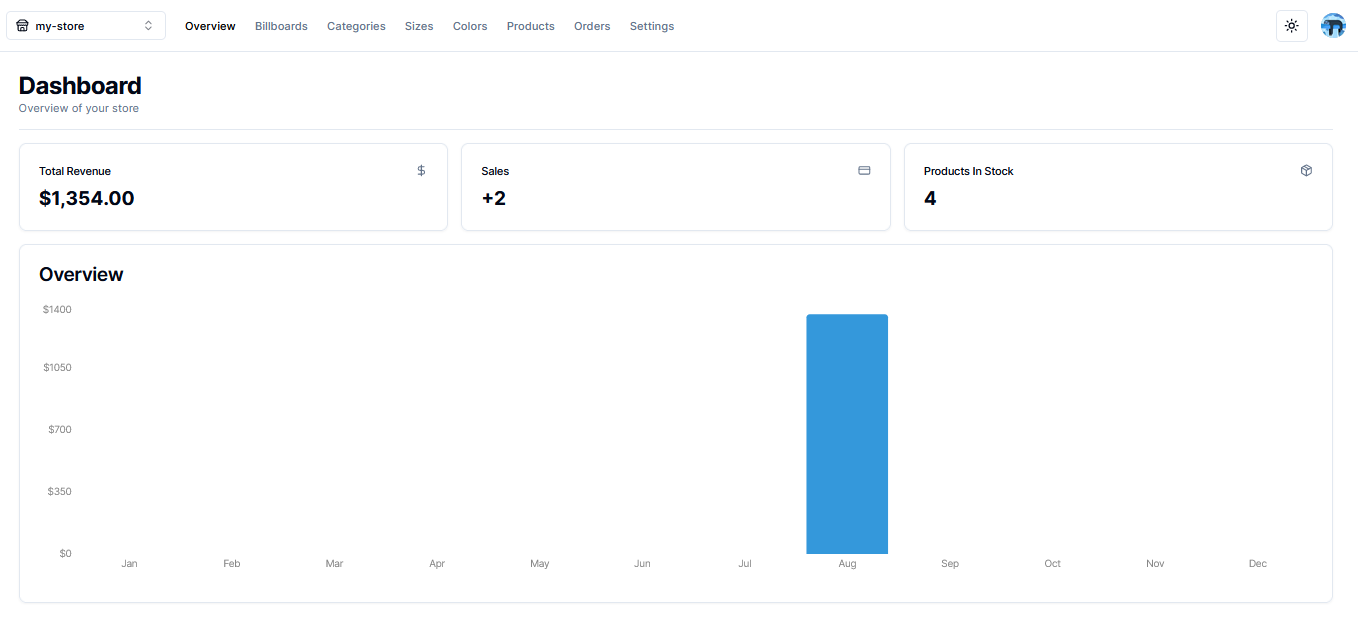 my-store Overview Billboards Categories Sizes Colors Products Orders Settings
Dashboard
Overview of your store
Total Revenue $
$1,354.00
Sales
+2
Products In Stock
4
Overview
$1400
$1050
$700
$350
$0
Jan Feb Mar Apr May Jun Jul Aug Sep Oct Nov Dec